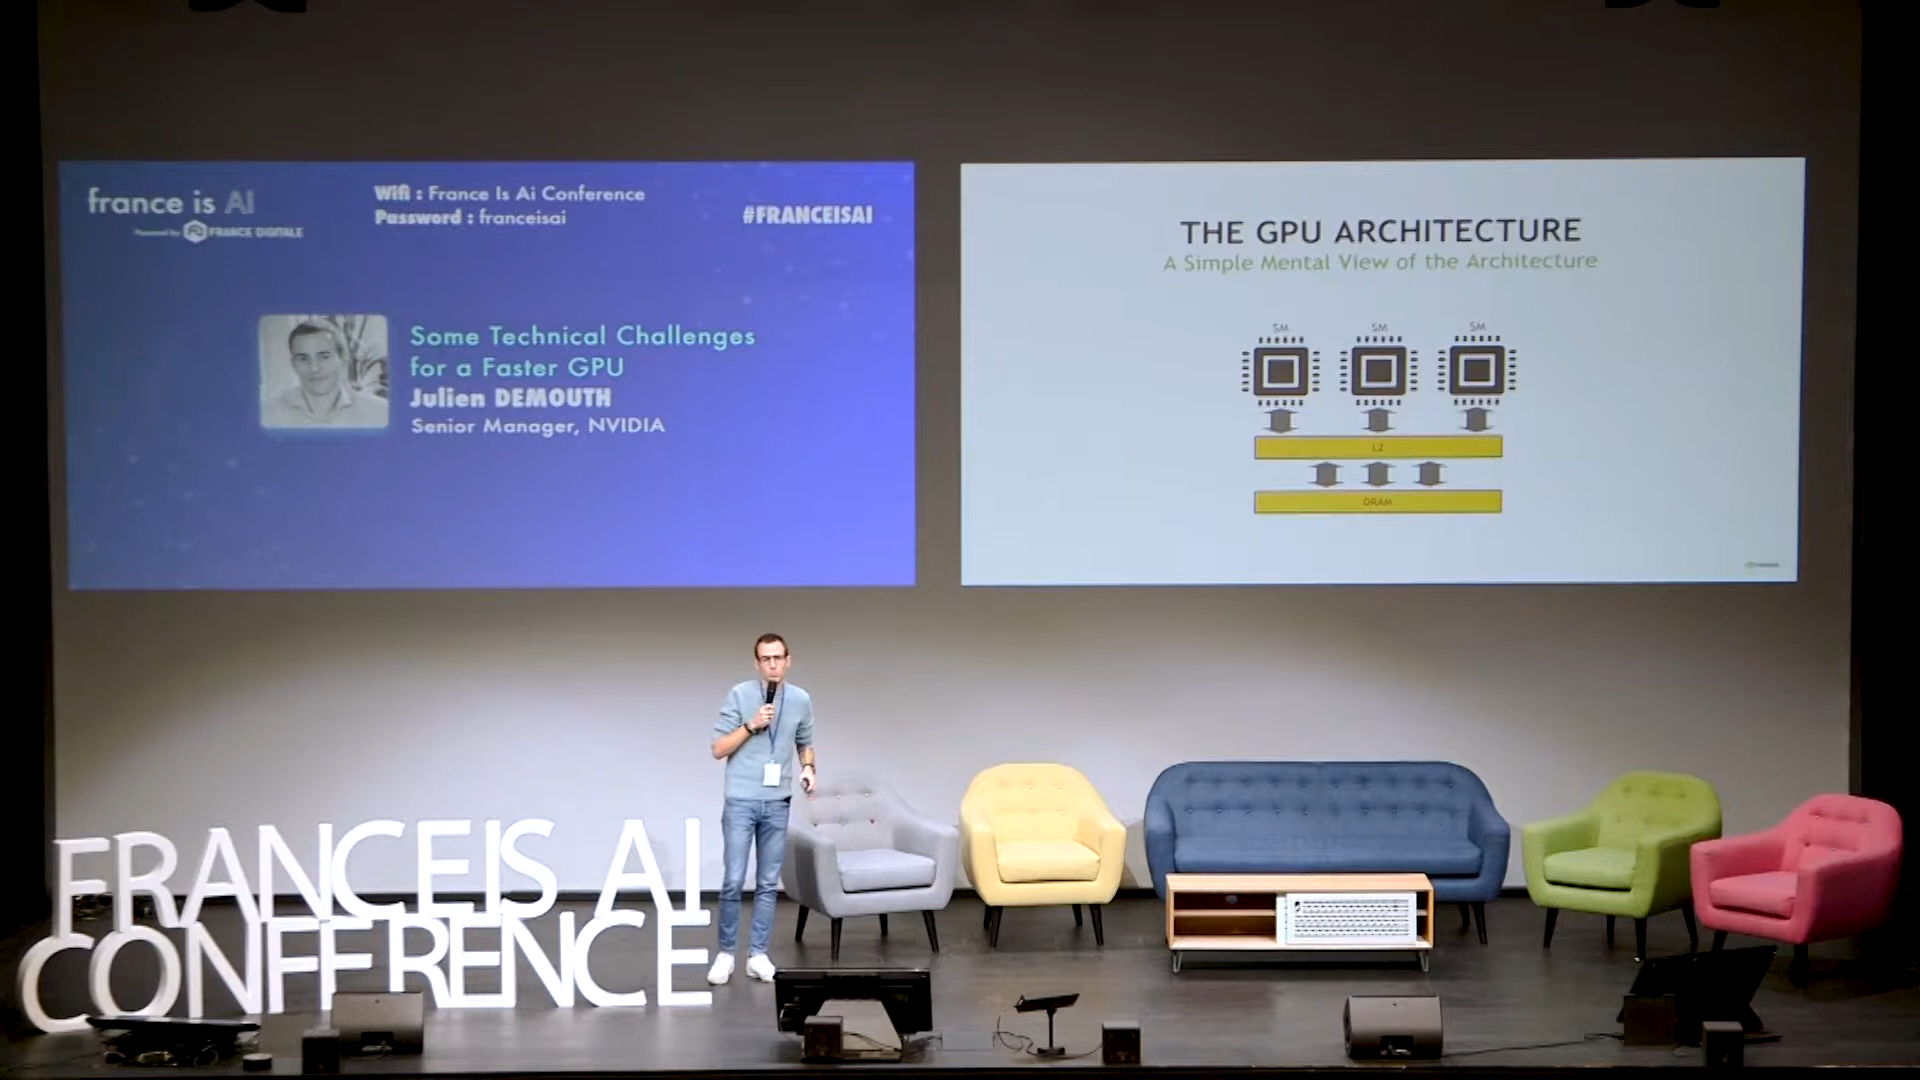 france is AI
Powered by FRANCE DIGITALE
Wifi : France Is Ai Conference
Password : franceisai
#FRANCEISAI
Some Technical Challenges
for a Faster GPU
Julien DEMOUTH
Senior Manager, NVIDIA
THE GPU ARCHITECTURE
A Simple Mental View of the Architecture
SM SM SM
L2
DRAM
FRANCE IS AI
CONFERENCE